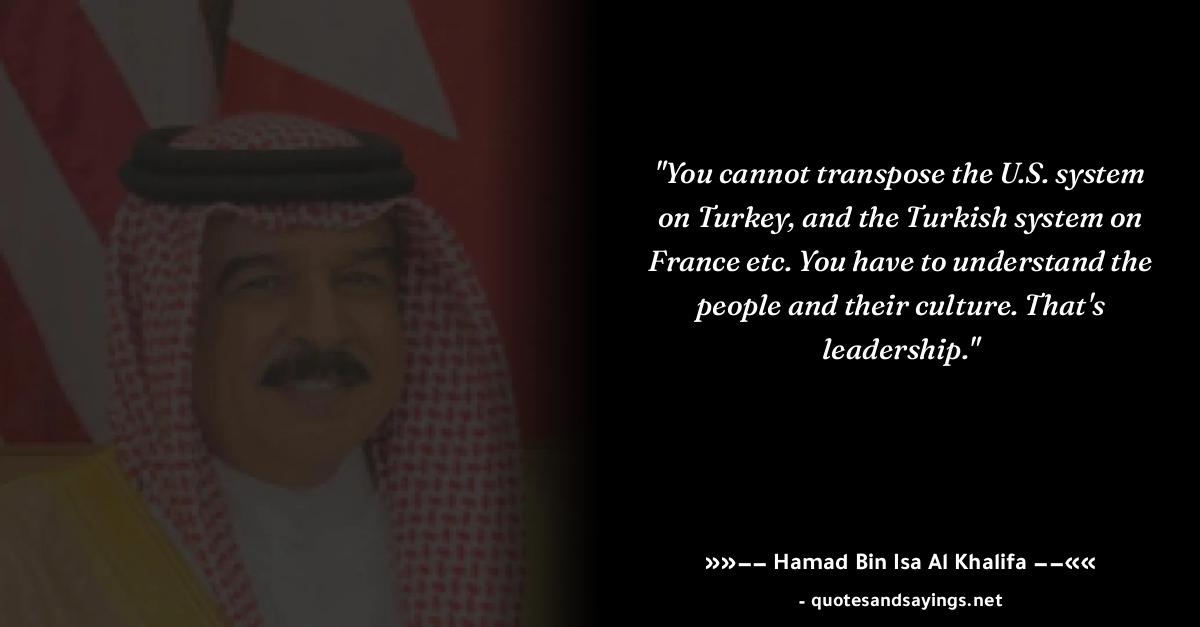 "You cannot transpose the U.S. system
on Turkey, and the Turkish system on
France etc. You have to understand the
people and their culture. That's
leadership."
»»−− Hamad Bin Isa Al Khalifa −−««
- quotesandsayings.net